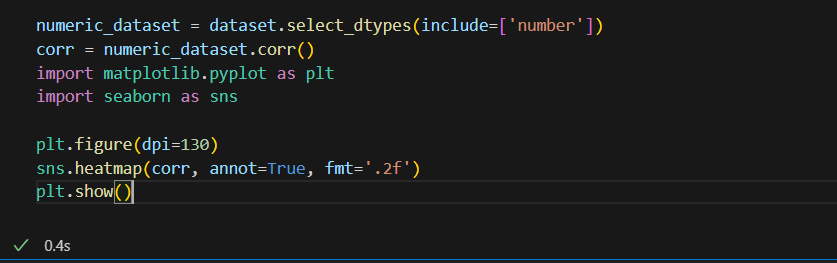 numeric_dataset = dataset.select_dtypes(include=['number'])
corr = numeric_dataset.corr()
import matplotlib.pyplot as plt
import seaborn as sns
plt.figure(dpi=130)
sns.heatmap(corr, annot=True, fmt='.2f')
plt.show()
0.4s